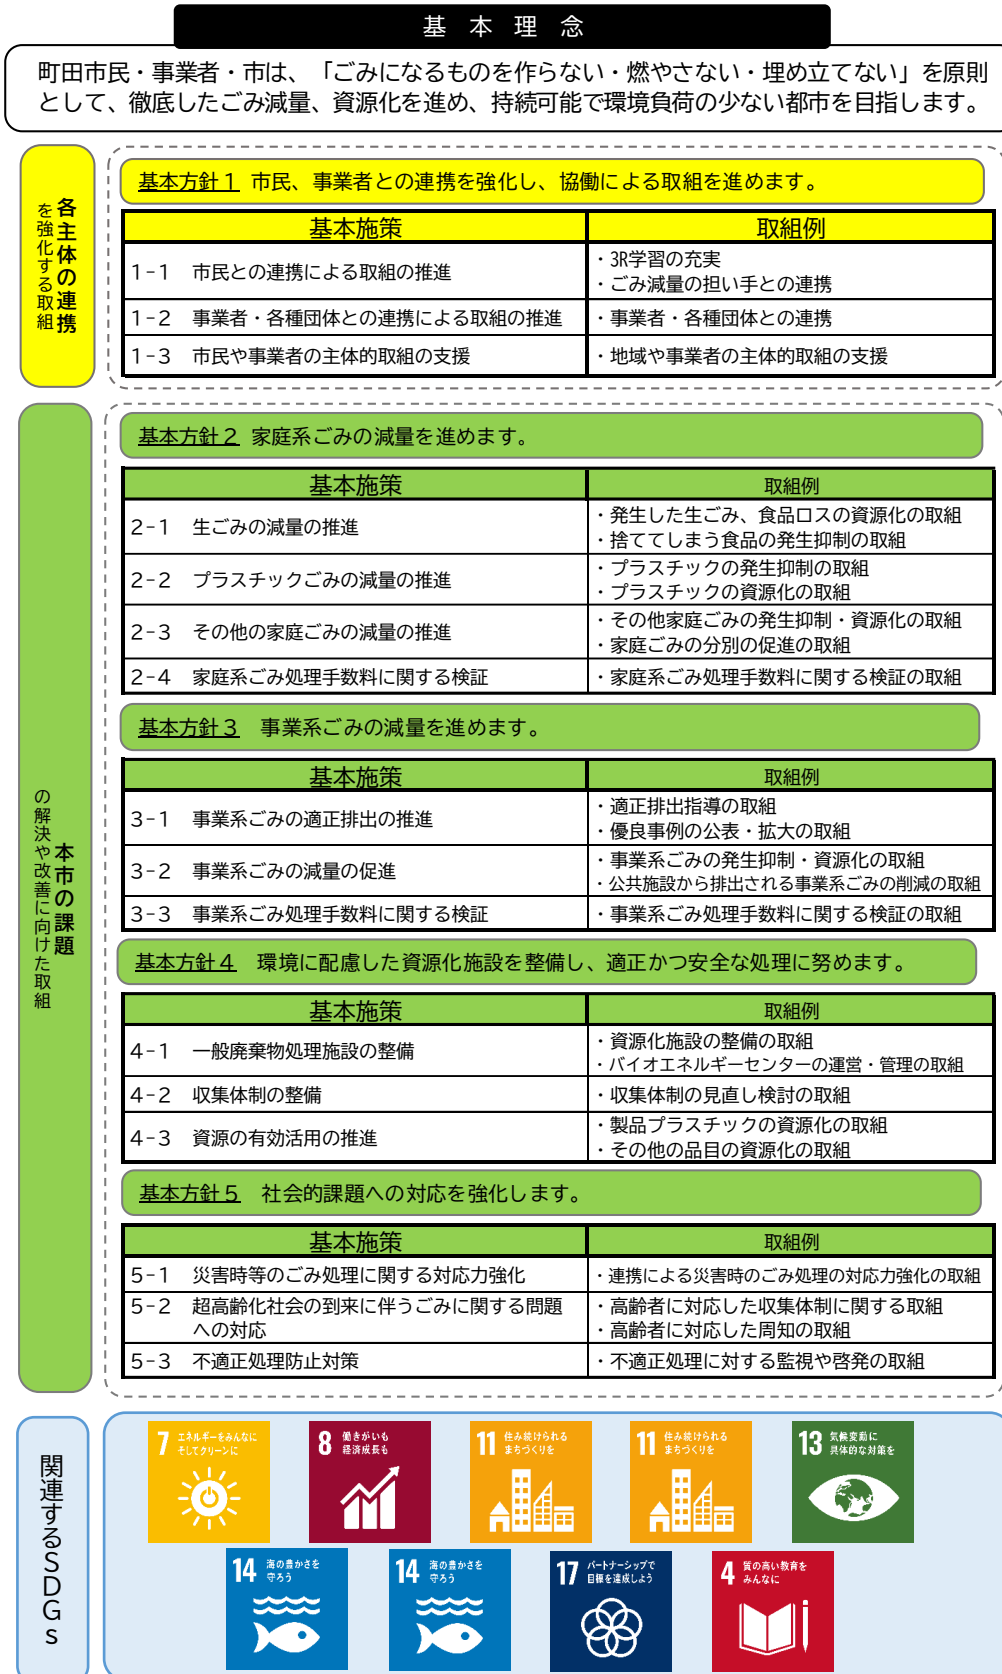 基本理念
町田市民・事業者・市は、「ごみになるものを作らない・燃やさない・埋め立てない」を原則
として、徹底したごみ減量、資源化を進め、持続可能で環境負荷の少ない都市を目指します。
各主体の連携
を強化する取組
基本方針１ 市民、事業者との連携を強化し、協働による取組を進めます。
基本施策 取組例
1-1 市民との連携による取組の推進
・3R学習の充実
・ごみ減量の担い手との連携
1-2 事業者・各種団体との連携による取組の推進 ・事業者・各種団体との連携
1-3 市民や事業者の主体的取組の支援 ・地域や事業者の主体的取組の支援
本市の課題
の解決や改善に向けた取組
基本方針２ 家庭系ごみの減量を進めます。
基本施策 取組例
2-1 生ごみの減量の推進
・発生した生ごみ、食品ロスの資源化の取組
・捨ててしまう食品の発生抑制の取組
2-2 プラスチックごみの減量の推進
・プラスチックの発生抑制の取組
・プラスチックの資源化の取組
2-3 その他の家庭ごみの減量の推進
・その他家庭ごみの発生抑制・資源化の取組
・家庭ごみの分別の促進の取組
2-4 家庭系ごみ処理手数料に関する検証 ・家庭系ごみ処理手数料に関する検証の取組
基本方針３ 事業系ごみの減量を進めます。
基本施策 取組例
3-1 事業系ごみの適正排出の推進
・適正排出指導の取組
・優良事例の公表・拡大の取組
3-2 事業系ごみの減量の促進
・事業系ごみの発生抑制・資源化の取組
・公共施設から排出される事業系ごみの削減の取組
3-3 事業系ごみ処理手数料に関する検証 ・事業系ごみ処理手数料に関する検証の取組
基本方針４ 環境に配慮した資源化施設を整備し、適正かつ安全な処理に努めます。
基本施策 取組例
4-1 一般廃棄物処理施設の整備
・資源化施設の整備の取組
・バイオエネルギーセンターの運営・管理の取組
4-2 収集体制の整備 ・収集体制の見直し検討の取組
4-3 資源の有効活用の推進
・製品プラスチックの資源化の取組
・その他の品目の資源化の取組
基本方針５ 社会的課題への対応を強化します。
基本施策 取組例
5-1 災害時等のごみ処理に関する対応力強化 ・連携による災害時のごみ処理の対応力強化の取組
5-2 超高齢化社会の到来に伴うごみに関する問題
への対応
・高齢者に対応した収集体制に関する取組
・高齢者に対応した周知の取組
5-3 不適正処理防止対策 ・不適正処理に対する監視や啓発の取組
関連するSDGs
7 エネルギーをみんなに
そしてクリーンに
8 働きがいも
経済成長も
11 住み続けられる
まちづくりを
11 住み続けられる
まちづくりを
13 気候変動に
具体的な対策を
14 海の豊かさを
守ろう
14 海の豊かさを
守ろう
17 パートナーシップで
目標を達成しよう
4 質の高い教育を
みんなに